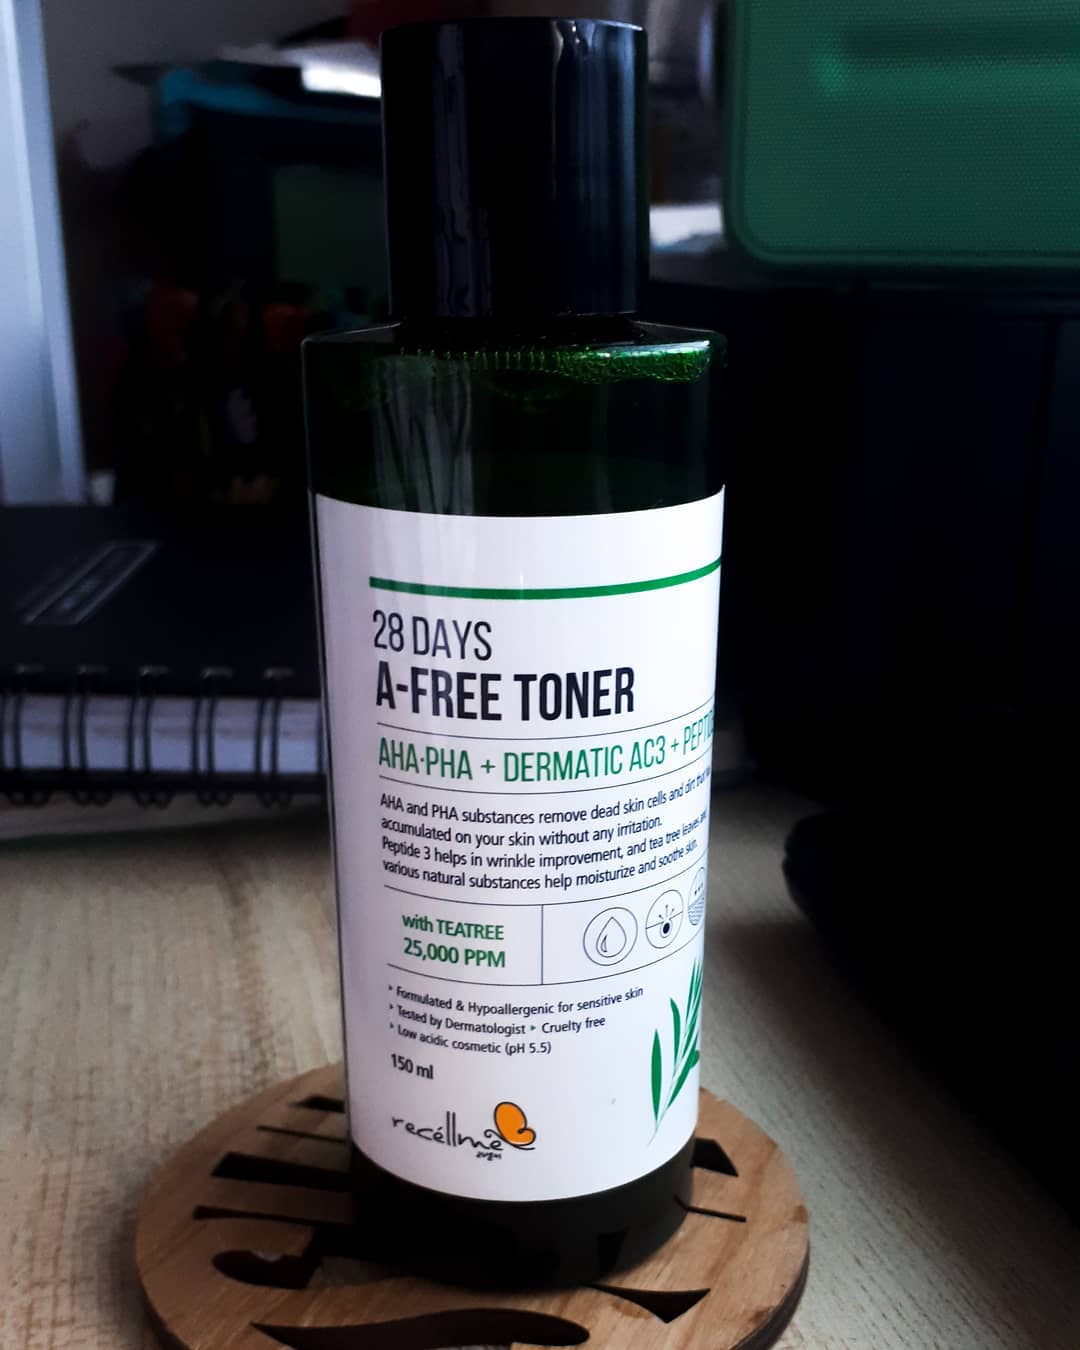 28 DAYS
A-FREE TONER
AHA·PHA + DERMATIC AC3 +
AHA and PHA substances remove dead skin cells and dirt that
accumulated on your skin without any irritation.
Peptide 3 helps in wrinkle improvement, and tea tree leaves and
various natural substances help moisturize and soothe skin.
with TEATREE
25,000 PPM
‣ Formulated & Hypoallergenic for sensitive skin
‣ Tested by Dermatologist ‣ Cruelty free
‣ Low acidic cosmetic (pH 5.5)
150 ml
recéllmè